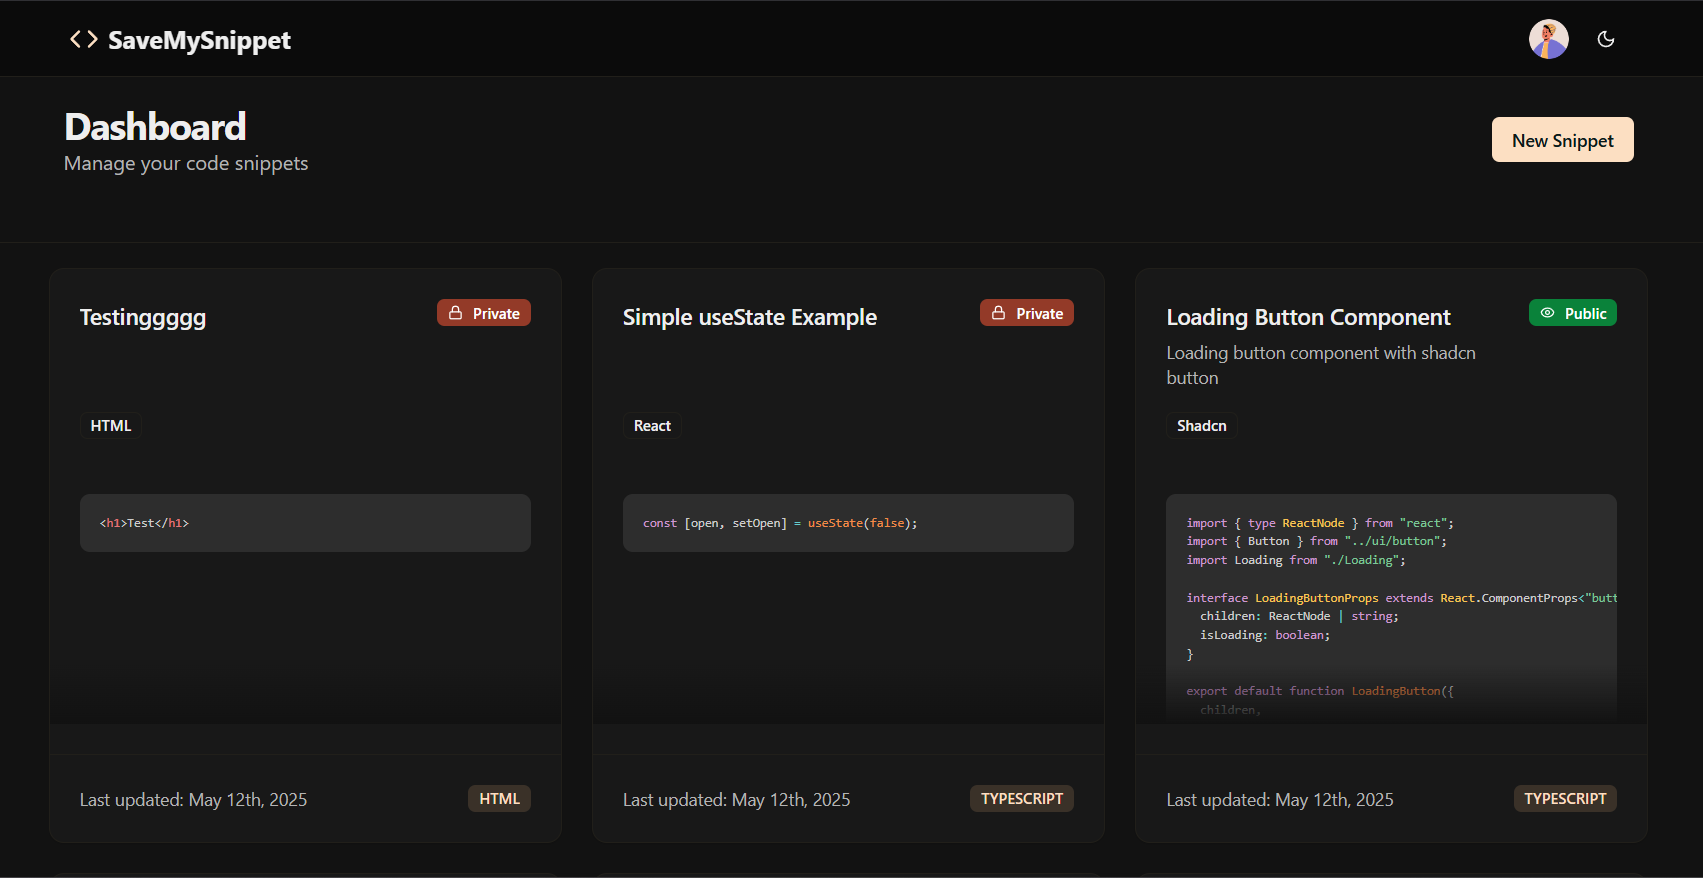 SaveMySnippet
Dashboard
Manage your code snippets
New Snippet
Testinggggg
Private
HTML
<h1>Test</h1>
Last updated: May 12th, 2025
HTML
Simple useState Example
Private
React
const [open, setOpen] = useState(false);
Last updated: May 12th, 2025
TYPESCRIPT
Loading Button Component
Public
Loading button component with shadcn
button
Shadcn
import { type ReactNode } from "react";
import { Button } from "../ui/button";
import Loading from "./Loading";
interface LoadingButtonProps extends React.ComponentProps<"butt
children: ReactNode | string;
isLoading: boolean;
}
export default function LoadingButton({
children,
Last updated: May 12th, 2025
TYPESCRIPT